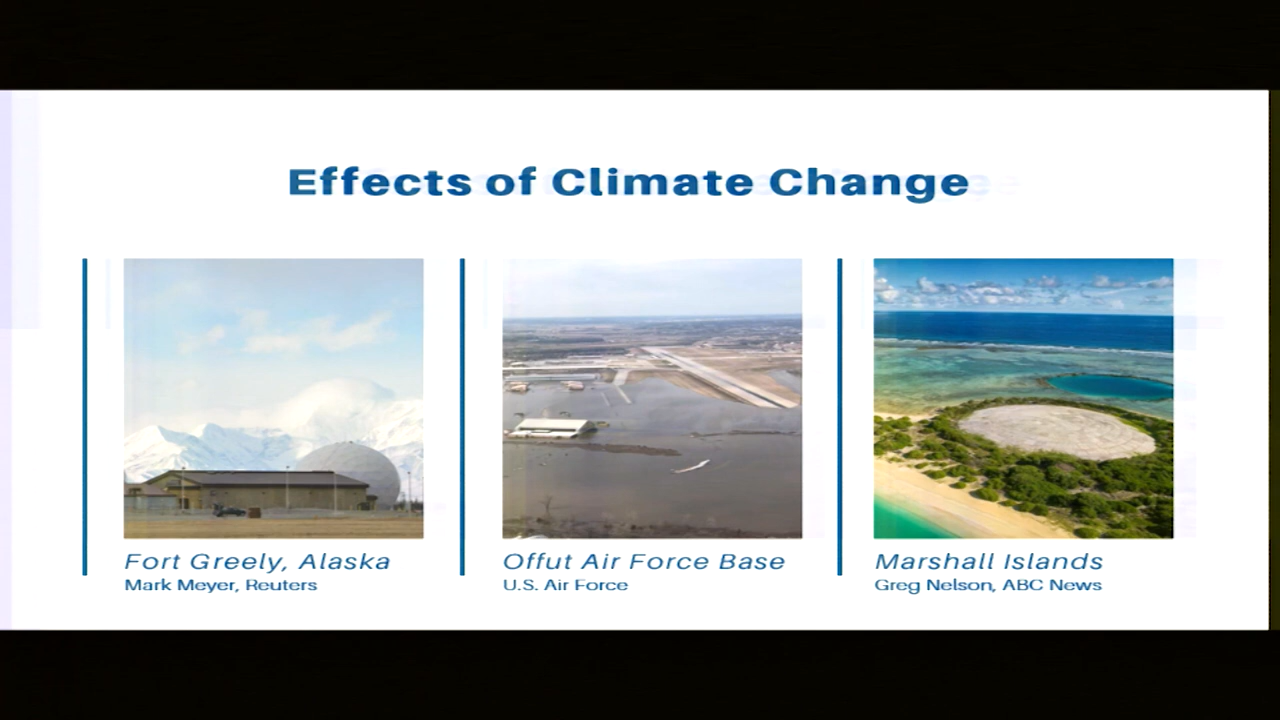 Effects of Climate Change
Fort Greely, Alaska
Mark Meyer, Reuters
Offut Air Force Base
U.S. Air Force
Marshall Islands
Greg Nelson, ABC News